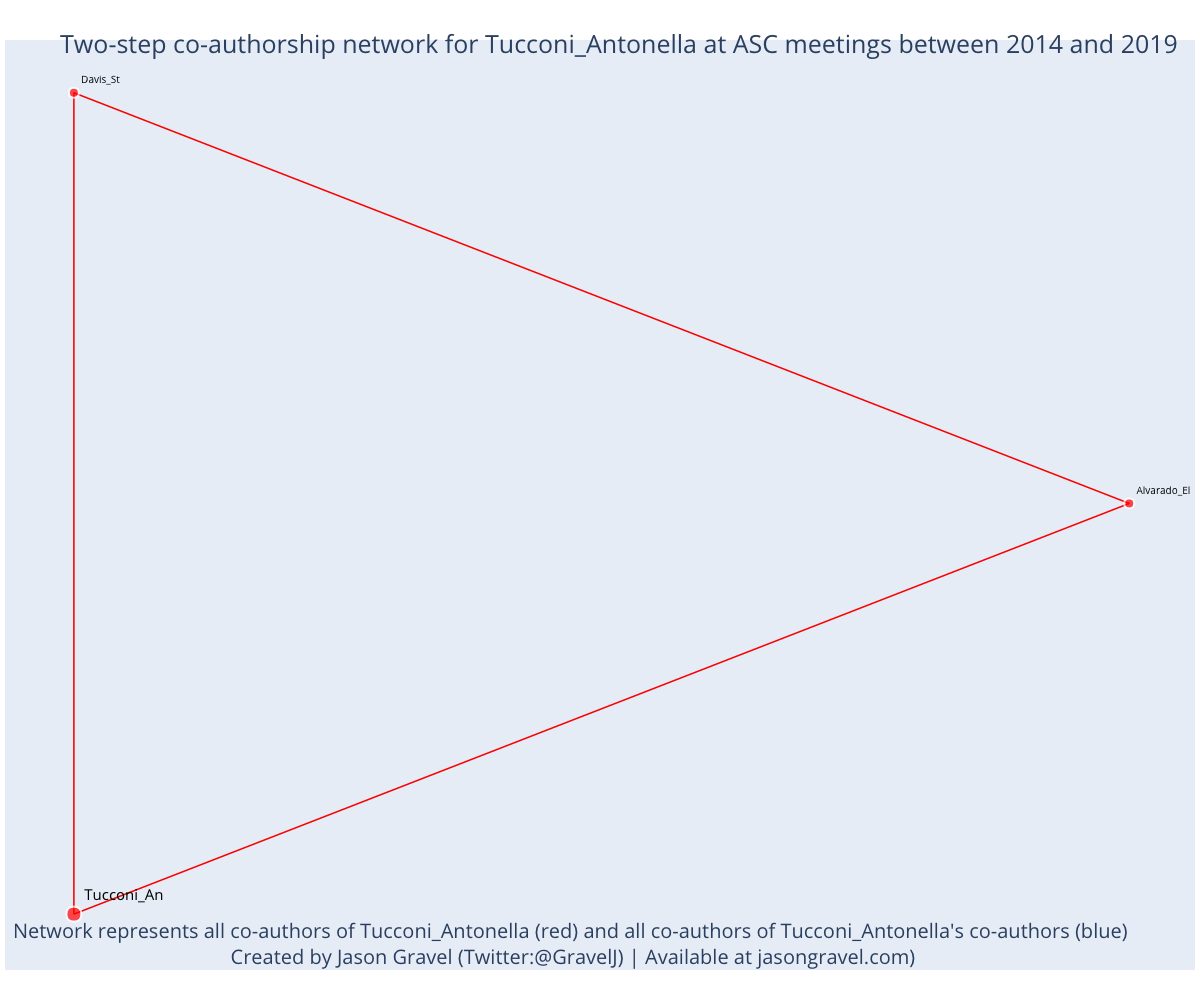 Two-step co-authorship network for Tucconi_Antonella at ASC meetings between 2014 and 2019
Davis_St
Alvarado_El
Tucconi_An
Network represents all co-authors of Tucconi_Antonella (red) and all co-authors of Tucconi_Antonella's co-authors (blue)
Created by Jason Gravel (Twitter:@GravelJ) | Available at jasongravel.com)